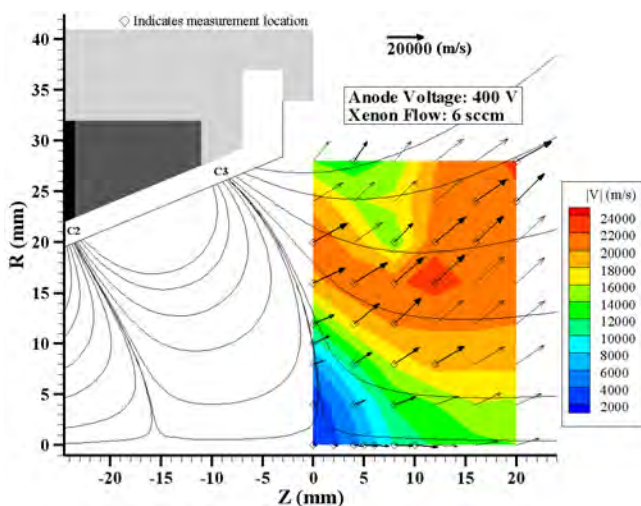 ◇ Indicates measurement location
20000 (m/s)
Anode Voltage: 400 V
Xenon Flow: 6 sccm
C3
C2
|V| (m/s)
24000
22000
20000
18000
16000
14000
12000
10000
8000
6000
4000
2000
R (mm)
40
35
30
25
20
15
10
5
0
-20 -15 -10 -5 0 5 10 15 20
Z (mm)